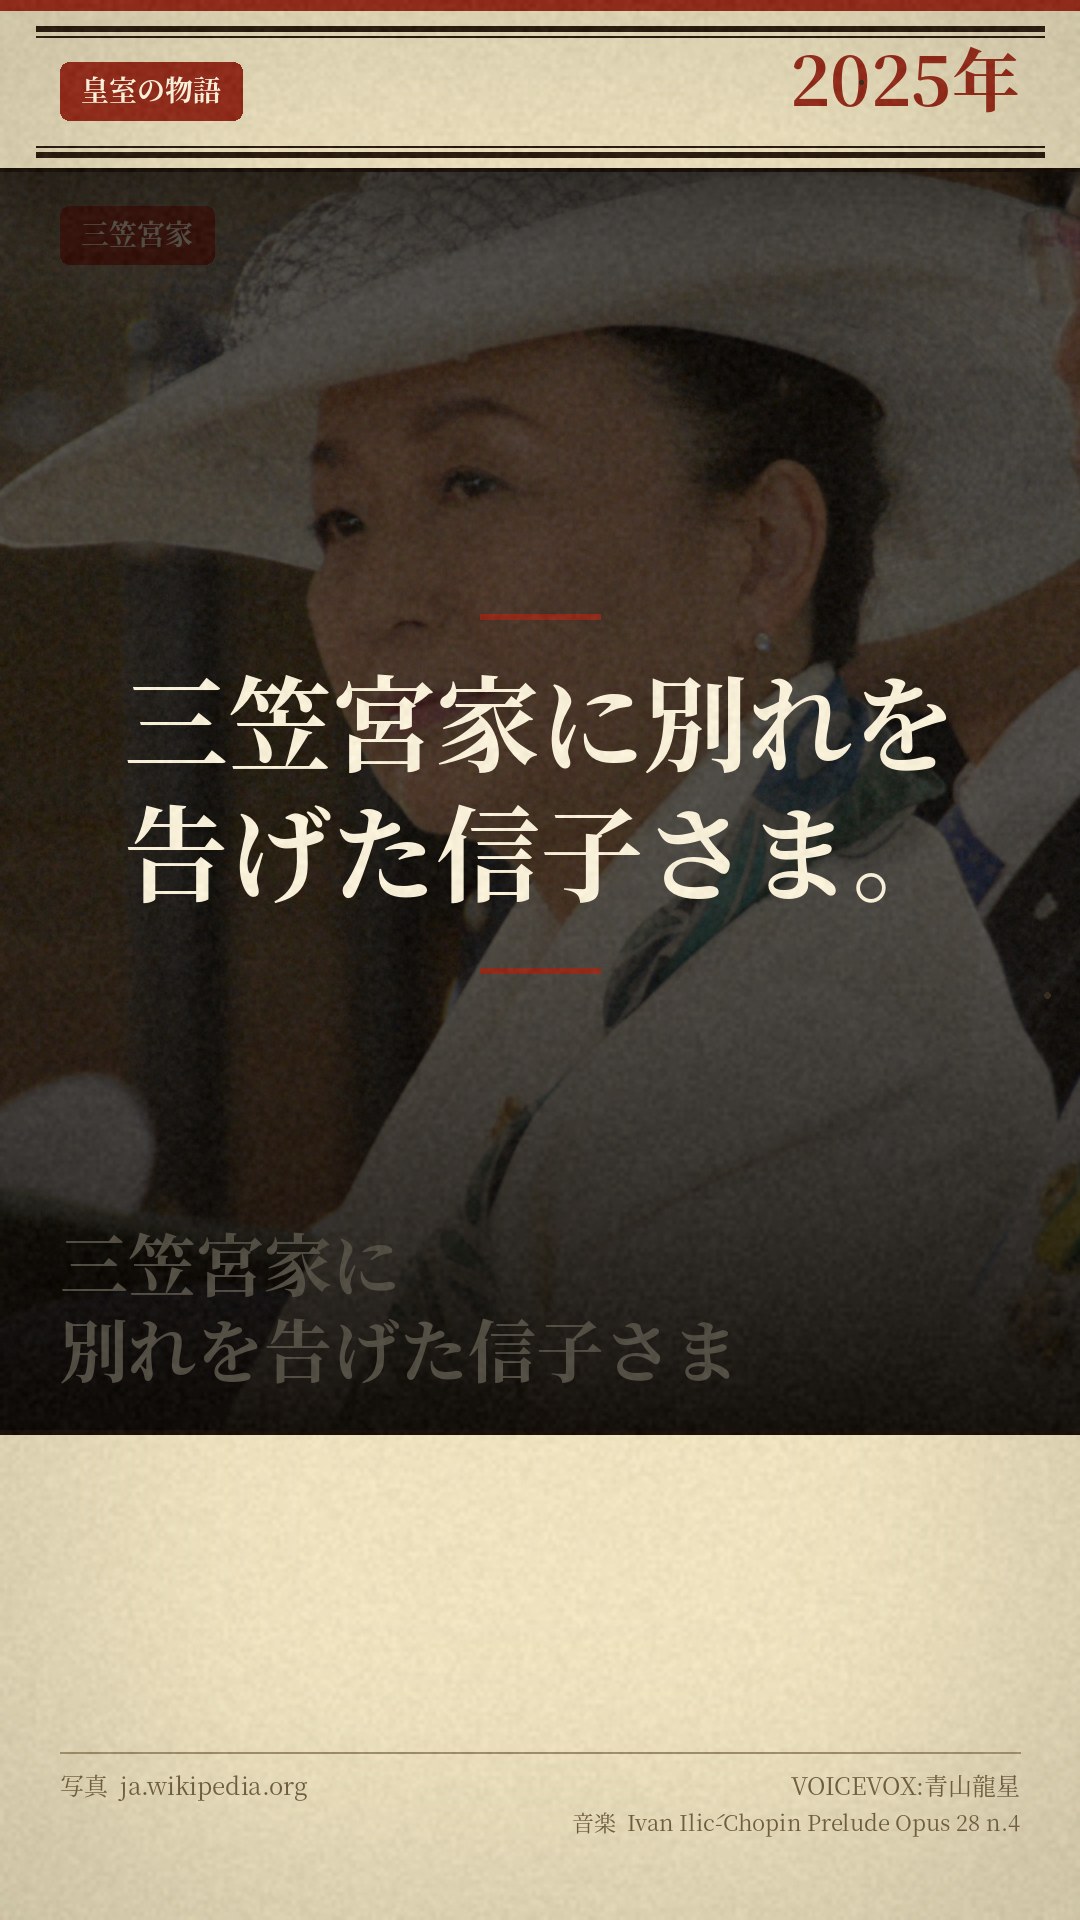 皇室の物語
2025年
三笠宮家
三笠宮家に別れを
告げた信子さま。
三笠宮家に
別れを告げた信子さま
写真 ja.wikipedia.org
VOICEVOX:青山龍星
音楽 Ivan Ilic-Chopin Prelude Opus 28 n.4